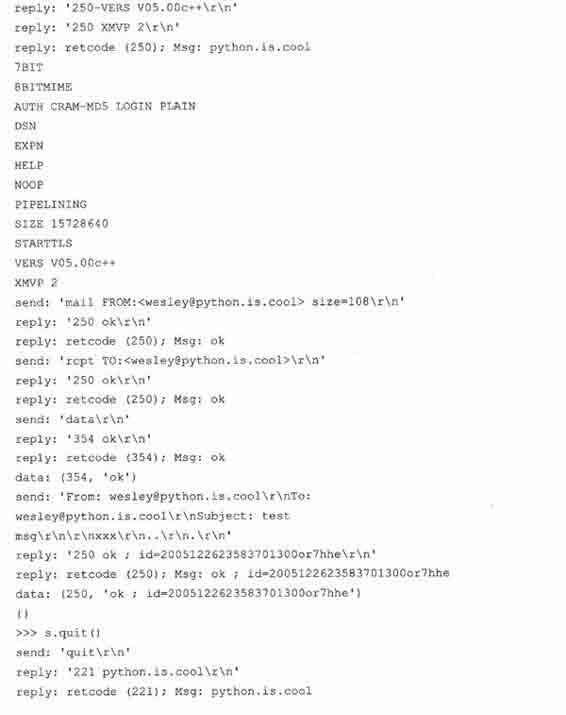 reply: '250-VERS V05.00c++\r\n'
reply: '250 XMVP 2\r\n'
reply: retcode (250); Msg: python.is.cool
7BIT
8BITMIME
AUTH CRAM-MD5 LOGIN PLAIN
DSN
EXPN
HELP
NOOP
PIPELINING
SIZE 15728640
STARTTLS
VERS V05.00c++
XMVP 2
send: 'mail FROM:<wesley@python.is.cool> size=108\r\n'
reply: '250 ok\r\n'
reply: retcode (250); Msg: ok
send: 'rcpt TO:<wesley@python.is.cool>\r\n'
reply: '250 ok\r\n'
reply: retcode (250); Msg: ok
send: 'data\r\n'
reply: '354 ok\r\n'
reply: retcode (354); Msg: ok
data: (354, 'ok')
send: 'From: wesley@python.is.cool\r\nTo:
wesley@python.is.cool\r\nSubject: test
msg\r\n\r\nxxx\r\n..\r\n.\r\n'
reply: '250 ok ; id=2005122623583701300or7hhe\r\n'
reply: retcode (250); Msg: ok ; id=2005122623583701300or7hhe
data: (250, 'ok ; id=2005122623583701300or7hhe')
{}
>>> s.quit()
send: 'quit\r\n'
reply: '221 python.is.cool\r\n'
reply: retcode (221); Msg: python.is.cool